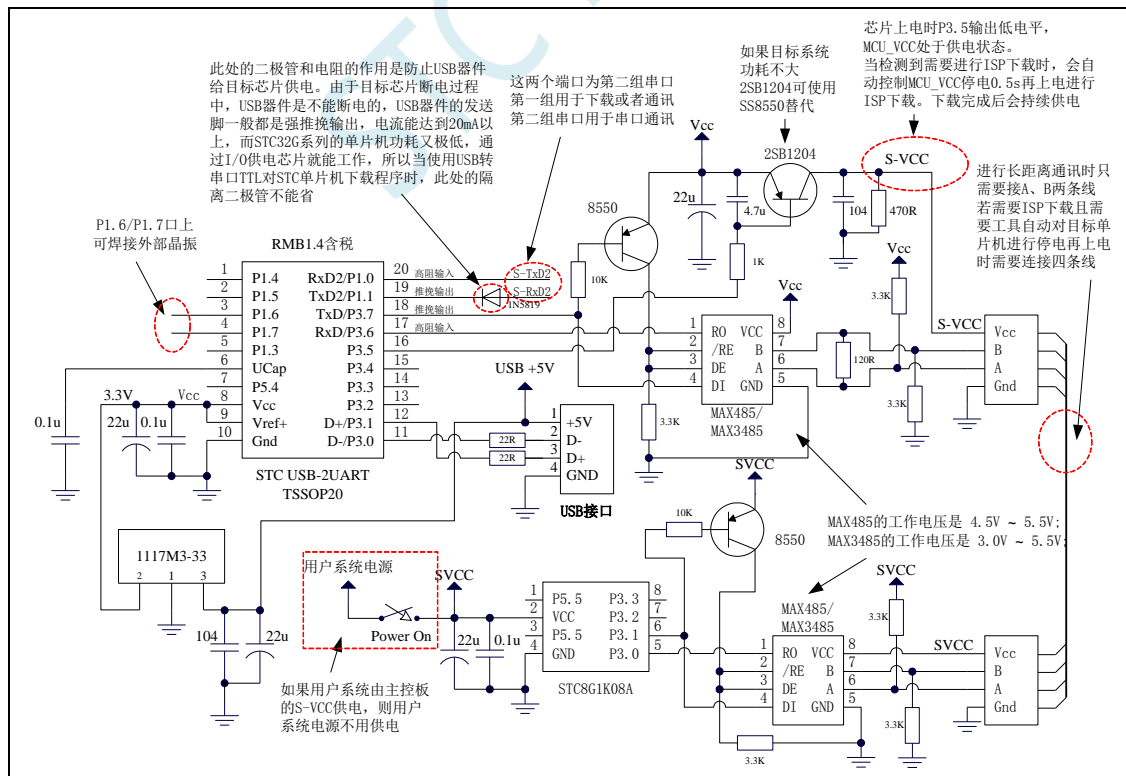 STC
芯片上电时P3.5输出低电平，
MCU_VCC处于供电状态。
当检测到需要进行ISP下载时，会自
动控制MCU_VCC停电0.5s再上电进行
ISP下载。下载完成后会持续供电
如果目标系统
功耗不大
2SB1204可使用
SS8550替代
此处的二极管和电阻的作用是防止USB器件
给目标芯片供电。由于目标芯片断电过程
中，USB器件是不能断电的，USB器件的发送
脚一般都是强推挽输出，电流能达到20mA以
上，而STC32G系列的单片机功耗又极低，通
过I/O供电芯片就能工作，所以当使用USB转
串口TTL对STC单片机下载程序时，此处的隔
离二极管不能省
这两个端口为第二组串口
第一组用于下载或者通讯
第二组串口用于串口通讯
进行长距离通讯时只
需要接A、B两条线
若需要ISP下载且需
要工具自动对目标单
片机进行停电再上电
时需要连接四条线
P1.6/P1.7口上
可焊接外部晶振
Vcc
2SB1204
S-VCC
22u
4.7u
104
470R
8550
10K
1K
RMB1.4含税
1 P1.4 RxD2/P1.0 20 高阻输入 S-TxD2
2 P1.5 TxD2/P1.1 19 推挽输出 S-RxD2
1N5819
3 P1.6 TxD/P3.7 18 推挽输出
4 P1.7 RxD/P3.6 17 高阻输入
5 P1.3 P3.5 16
6 UCap P3.4 15
7 P5.4 P3.3 14
8 Vcc P3.2 13
9 Vref+ D+/P3.1 12
10 Gnd D-/P3.0 11
STC USB-2UART
TSSOP20
3.3V
Vcc
0.1u
22u
0.1u
USB +5V
1 +5V
2 D-
3 D+
4 GND
22R
22R
USB接口
Vcc
1 RO VCC 8
2 /RE B 7
3 DE A 6
4 DI GND 5
MAX485/
MAX3485
3.3K
120R
Vcc
3.3K
3.3K
S-VCC
Vcc
B
A
Gnd
MAX485的工作电压是 4.5V ~ 5.5V;
MAX3485的工作电压是 3.0V ~ 5.5V;
1117M3-33
2 1 3
104
22u
用户系统电源
Power On
SVCC
22u
0.1u
如果用户系统由主控板
的S-VCC供电，则用户
系统电源不用供电
1 P5.5 P3.3 8
2 VCC P3.2 7
3 P5.5 P3.1 6
4 GND P3.0 5
STC8G1K08A
SVCC
10K
8550
MAX485/
MAX3485
1 RO VCC 8
2 /RE B 7
3 DE A 6
4 DI GND 5
3.3K
SVCC
3.3K
3.3K
SVCC
Vcc
B
A
Gnd